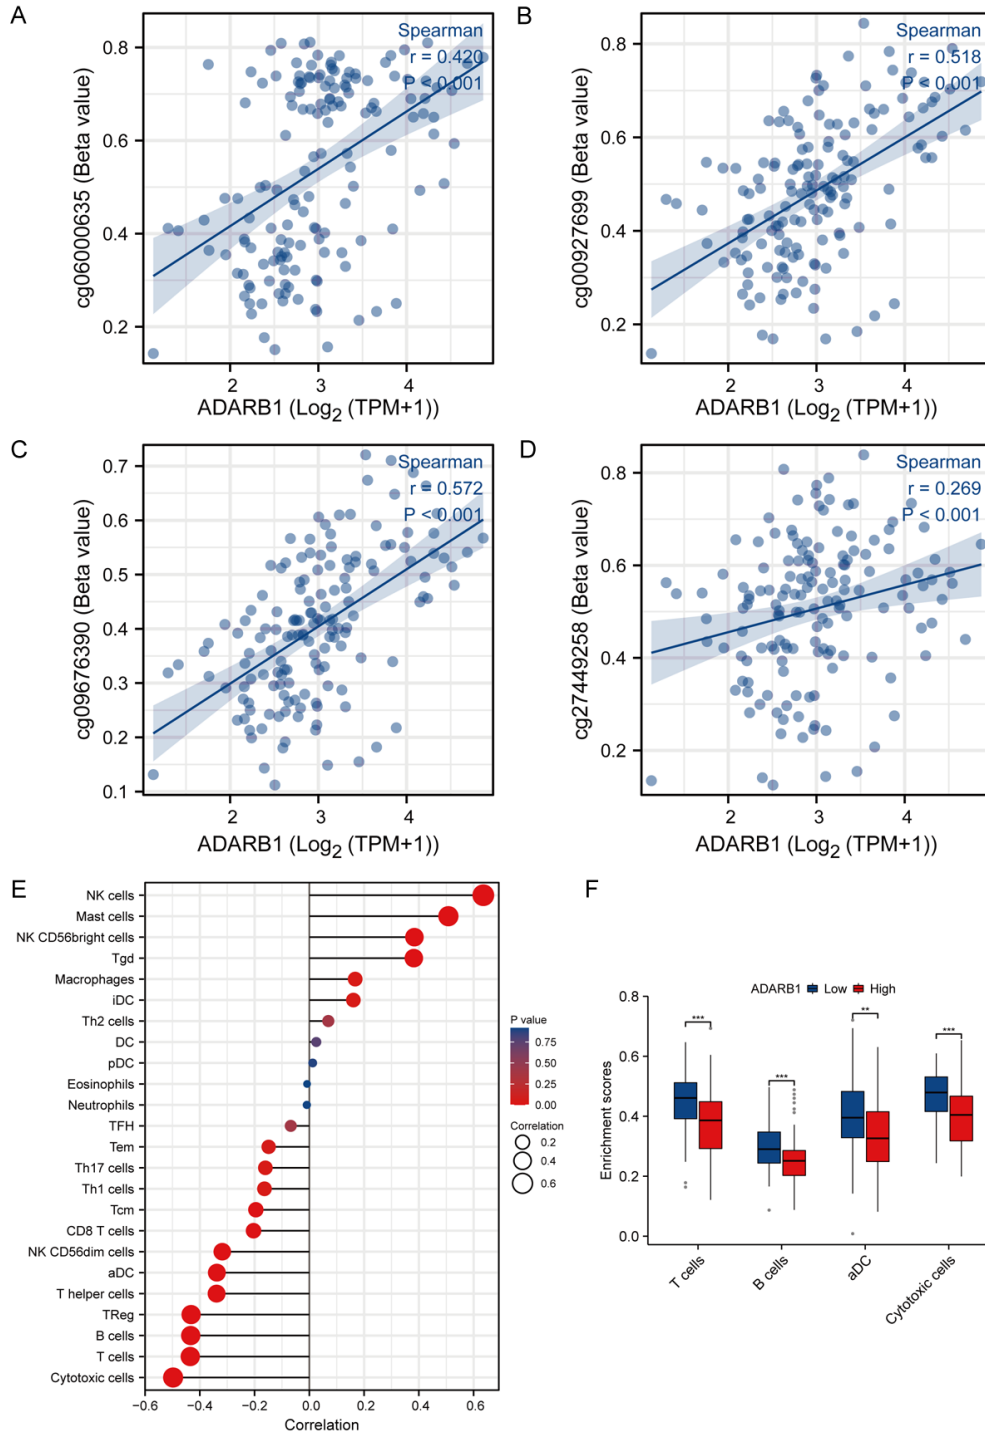 A
Spearman
r = 0.420
P < 0.001
cg06000635 (Beta value)
0.8
0.6
0.4
0.2
2 3 4
ADARB1 (Log2 (TPM+1))
B
Spearman
r = 0.518
P < 0.001
cg00927699 (Beta value)
0.8
0.6
0.4
0.2
2 3 4
ADARB1 (Log2 (TPM+1))
C
Spearman
r = 0.572
P < 0.001
cg09676390 (Beta value)
0.7
0.6
0.5
0.4
0.3
0.2
0.1
2 3 4
ADARB1 (Log2 (TPM+1))
D
Spearman
r = 0.269
P < 0.001
cg27449258 (Beta value)
0.8
0.6
0.4
0.2
2 3 4
ADARB1 (Log2 (TPM+1))
E
NK cells
Mast cells
NK CD56bright cells
Tgd
Macrophages
iDC
Th2 cells
DC
pDC
Eosinophils
Neutrophils
TFH
Tem
Th17 cells
Th1 cells
Tcm
CD8 T cells
NK CD56dim cells
aDC
T helper cells
TReg
B cells
T cells
Cytotoxic cells
−0.6 −0.4 −0.2 0.0 0.2 0.4 0.6
Correlation
P value
0.75
0.50
0.25
0.00
Correlation
0.2
0.4
0.6
F
ADARB1 Low High
Enrichment scores
0.8
0.6
0.4
0.2
0.0
*** *** ** ***
T cells
B cells
aDC
Cytotoxic cells